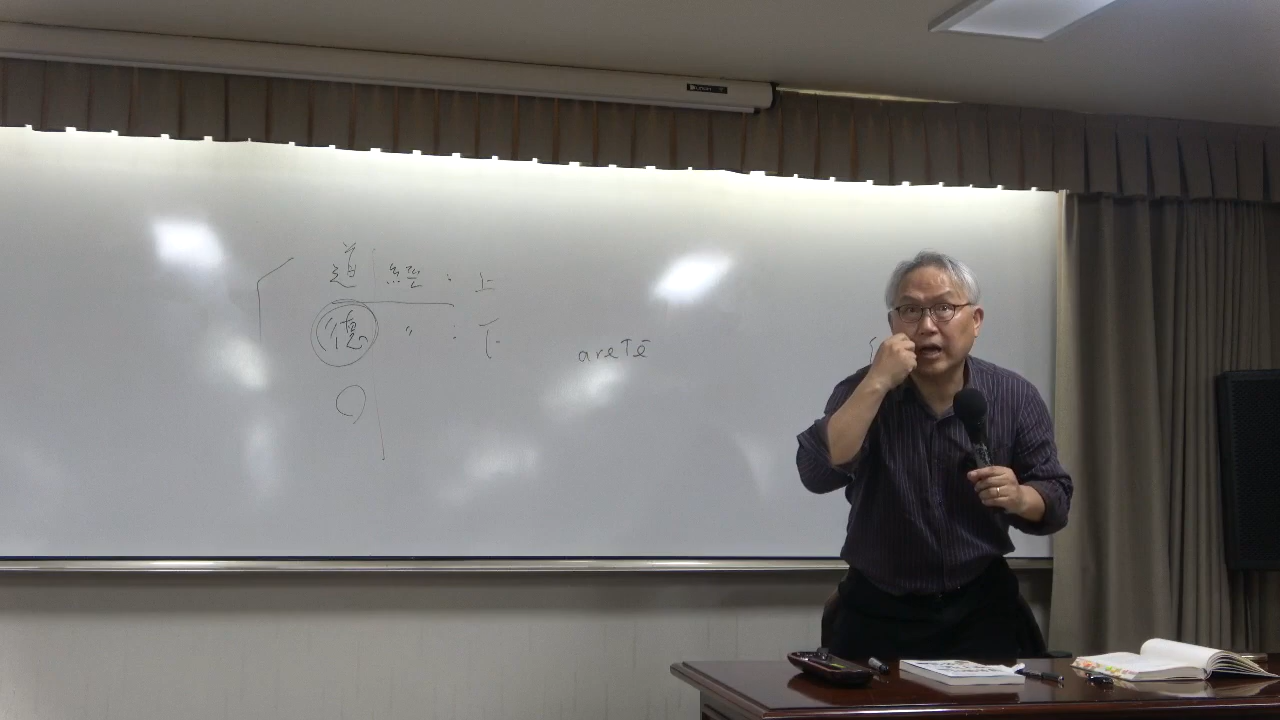 道 經 : 上
德 〃 : 下
aretē